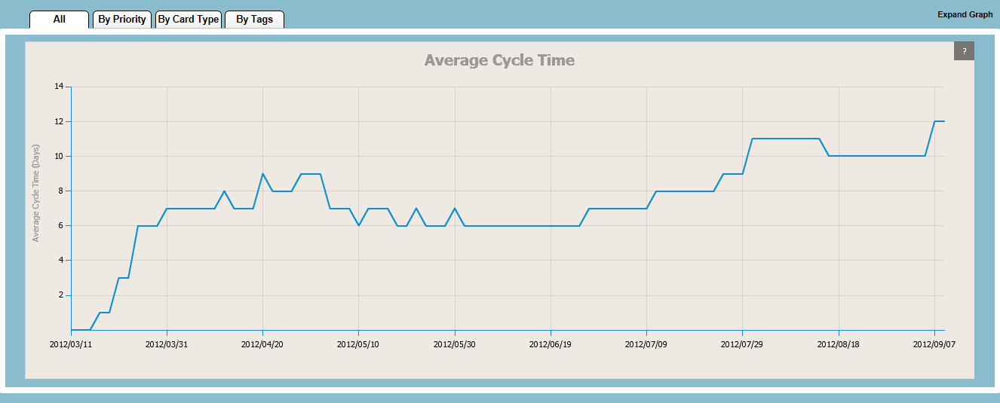 All By Priority By Card Type By Tags Expand Graph
Average Cycle Time
?
Average Cycle Time (Days)
14
12
10
8
6
4
2
2012/03/11 2012/03/31 2012/04/20 2012/05/10 2012/05/30 2012/06/19 2012/07/09 2012/07/29 2012/08/18 2012/09/07